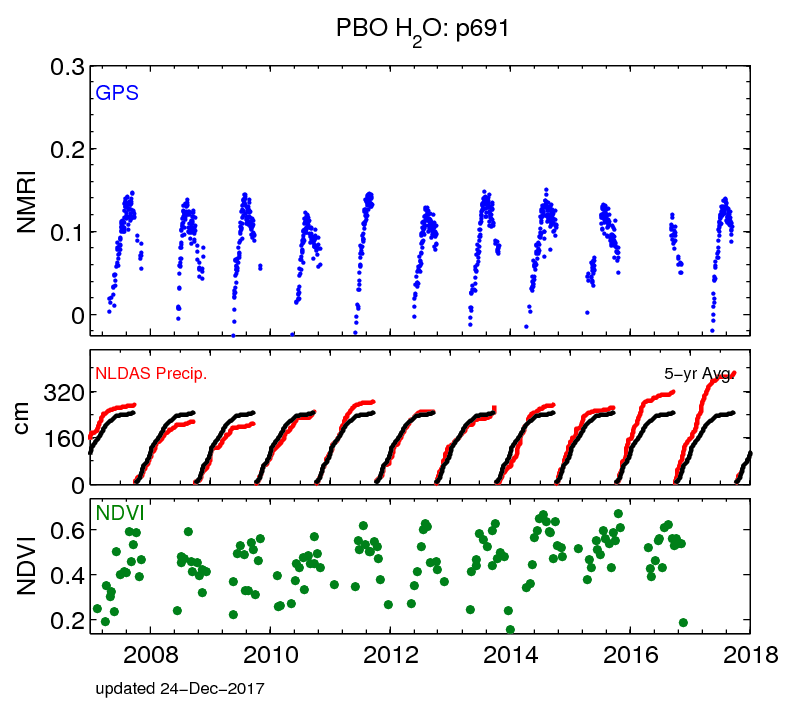 PBO H2O: p691
0.3
GPS
0.2
NMRI
0.1
0
NLDAS Precip.
5-yr Avg.
320
cm
160
0
NDVI
0.6
NDVI
0.4
0.2
2008 2010 2012 2014 2016 2018
updated 24-Dec-2017